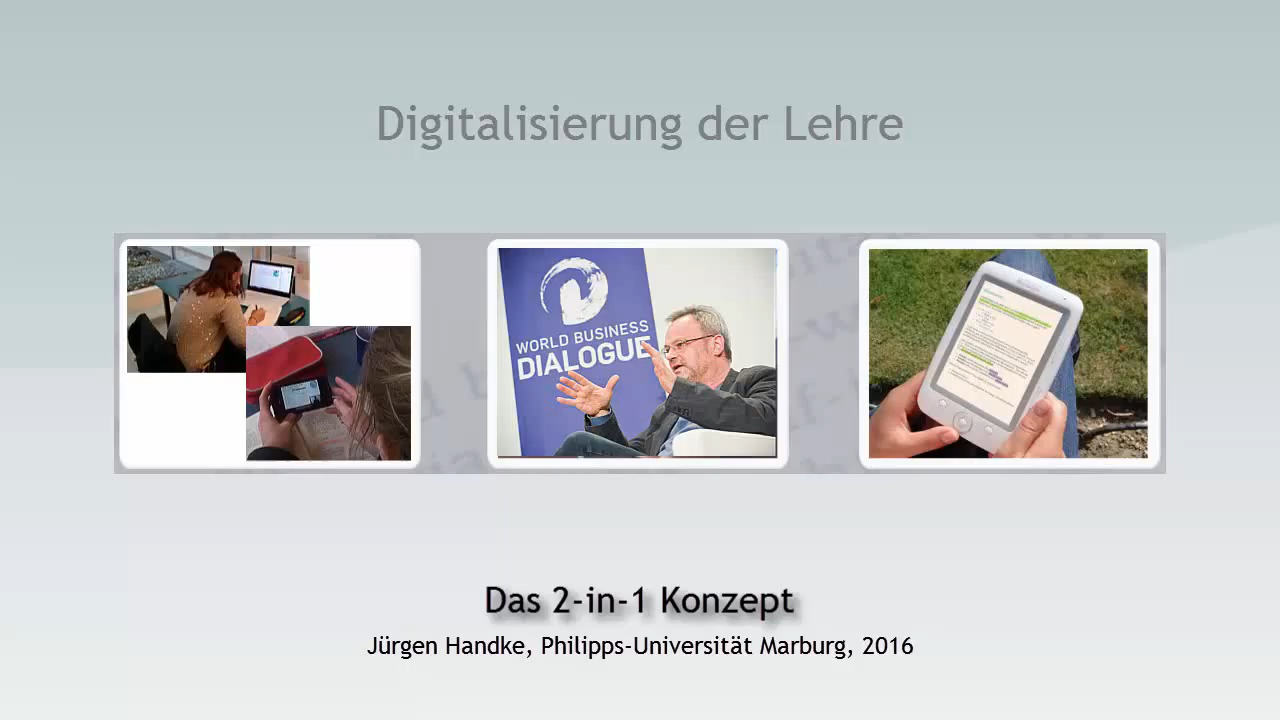 Digitalisierung der Lehre
WORLD BUSINESS
DIALOGUE
Das 2-in-1 Konzept
Jürgen Handke, Philipps-Universität Marburg, 2016